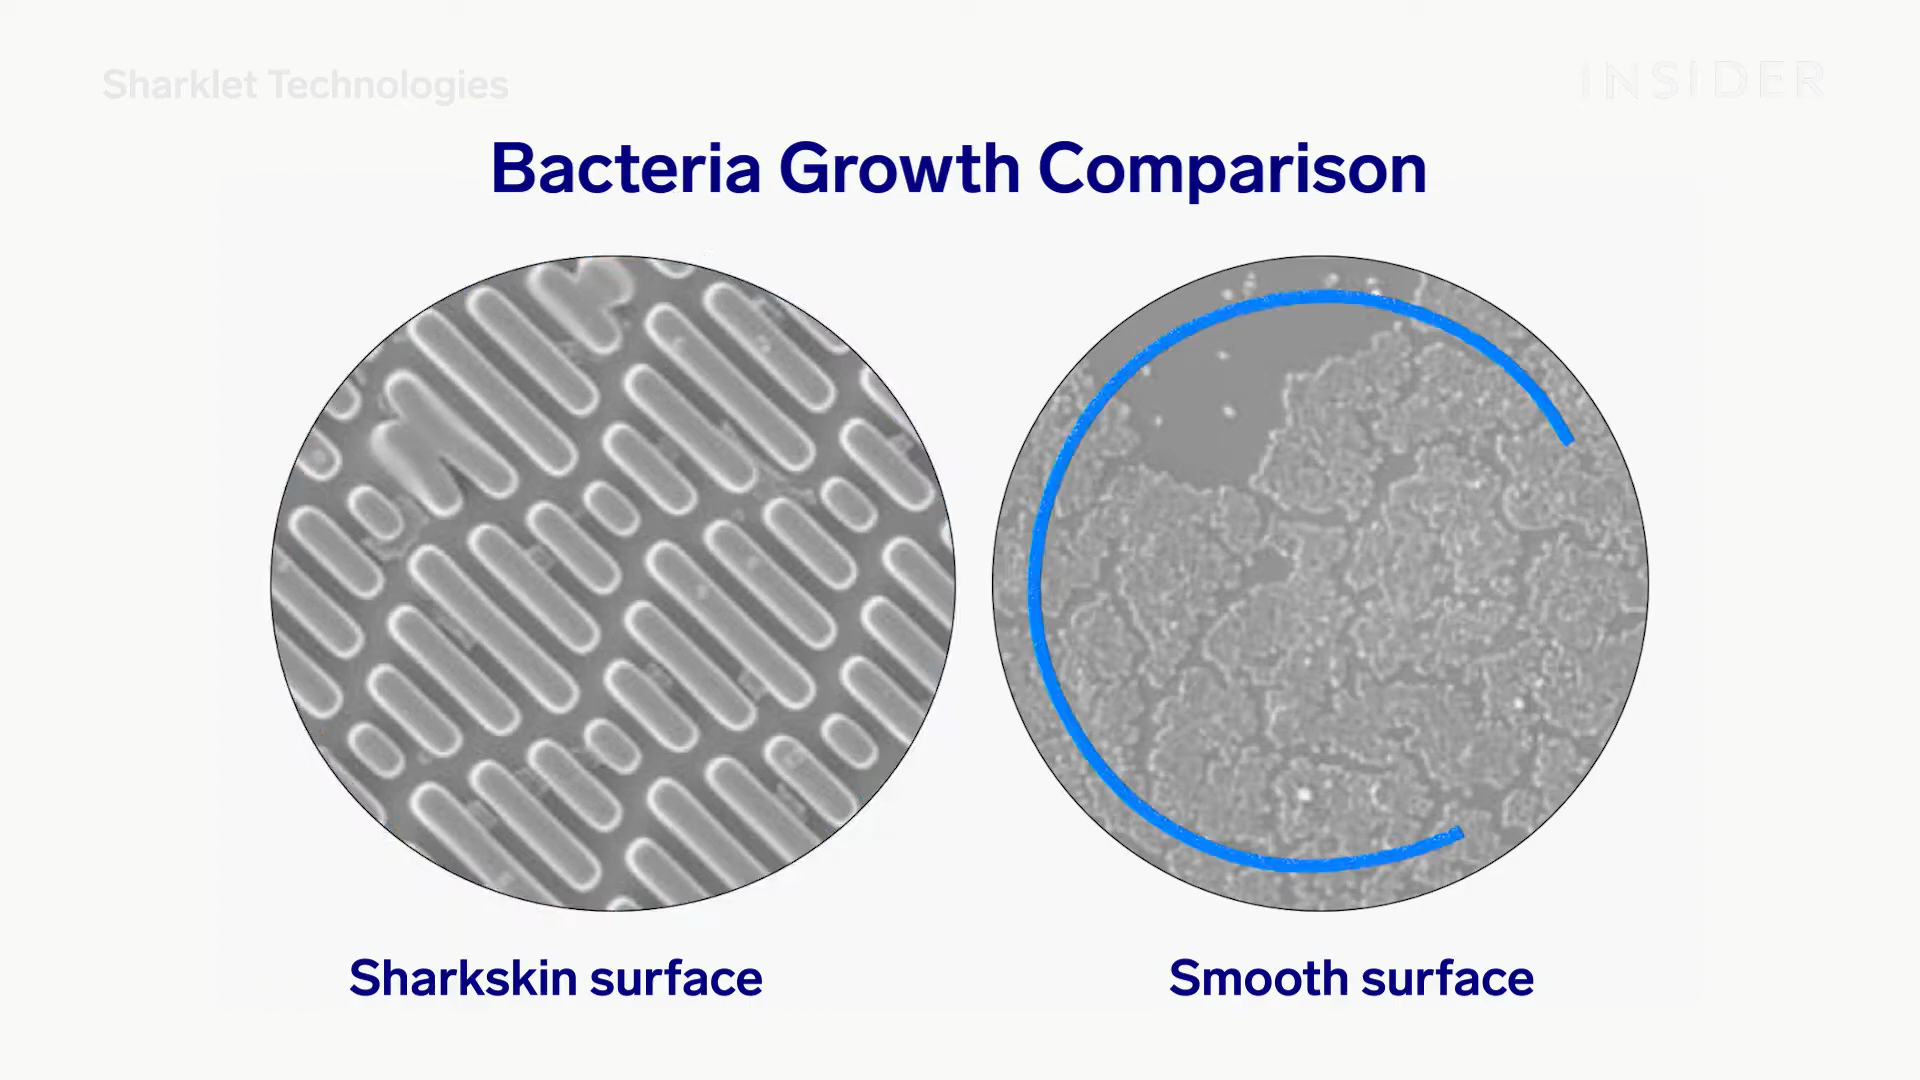 Sharklet Technologies
INSIDER
Bacteria Growth Comparison
Sharkskin surface
Smooth surface